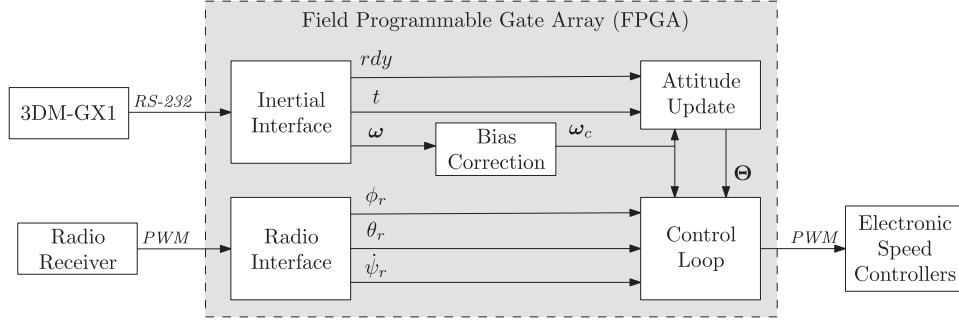 Field Programmable Gate Array (FPGA)
3DM-GX1
RS-232
Inertial
Interface
rdy
t
ω
Bias
Correction
ω_c
Attitude
Update
Θ
Radio
Receiver
PWM
Radio
Interface
ϕ_r
θ_r
ψ̇_r
Control
Loop
PWM
Electronic
Speed
Controllers